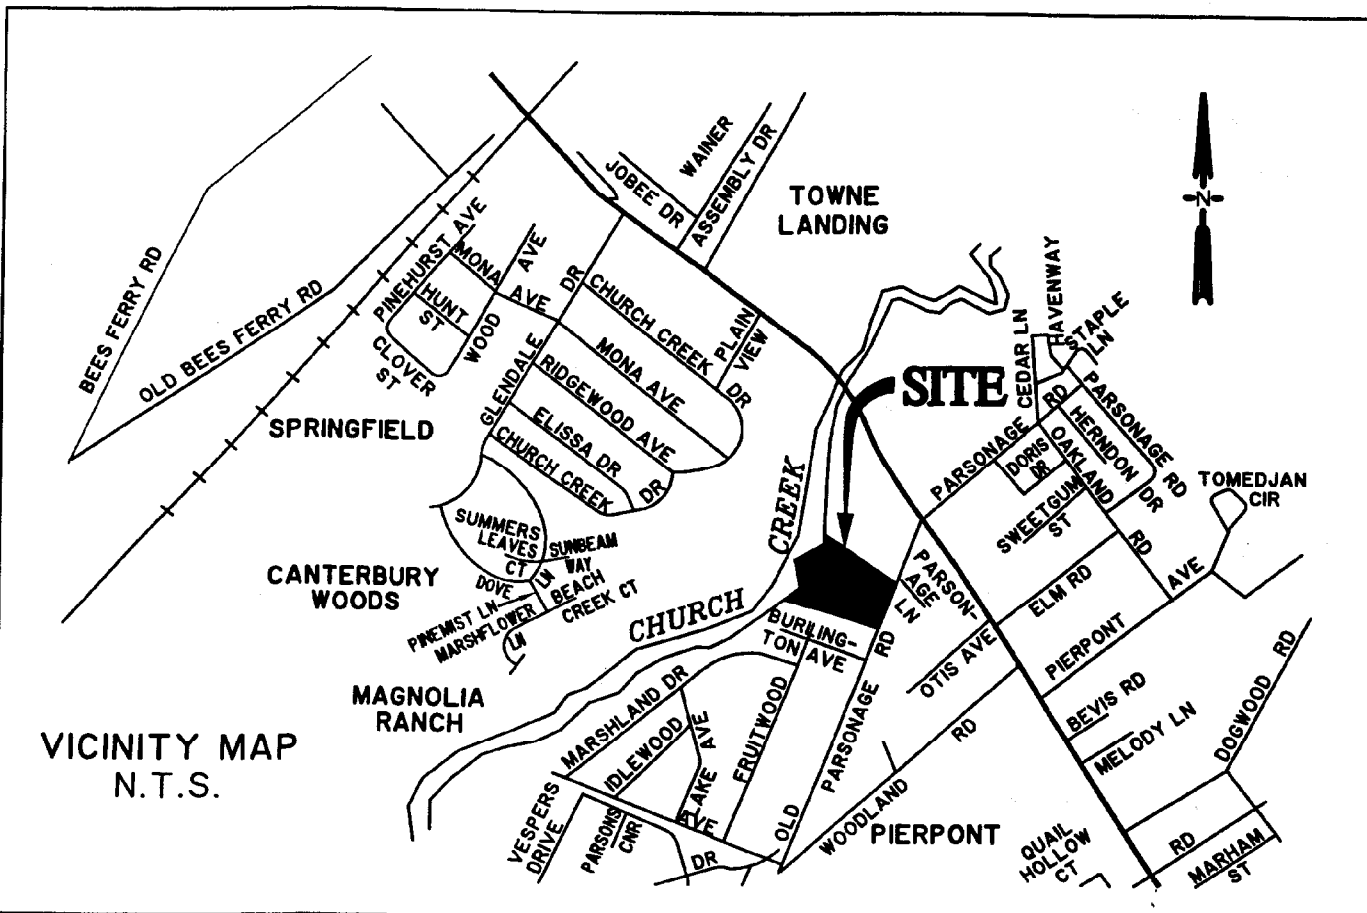 WAINER
JOBEE DR
ASSEMBLY DR
TOWNE
LANDING
N
BEES FERRY RD
OLD BEES FERRY RD
PINEHURST AVE
MONA
AVE
HUNT
ST
WOOD
AVE
CLOVER
ST
GLENDALE
DR
CHURCH CREEK
DR
PLAIN
VIEW
MONA AVE
RIDGEWOOD AVE
ELISSA DR
CHURCH CREEK
DR
SPRINGFIELD
SITE
CEDAR LN
HAVENWAY
STAPLE
LN
PARSONAGE
RD
PARSONAGE RD
HERNDON DR
DORIS
DR
OAKLAND
RD
SWEETGUM
ST
TOMEDJAN
CIR
SUMMERS
LEAVES
CT
SUNBEAM
WAY
DOVE
LN
BEACH
CREEK CT
PINEMIST LN
MARSHFLOWER
LN
CANTERBURY
WOODS
CREEK
CHURCH
MAGNOLIA
RANCH
BURLING-
TON AVE
PARSON-
AGE
LN
RD
PARSONAGE
OLD
OTIS AVE
ELM RD
PIERPONT
AVE
BEVIS RD
MELODY LN
DOGWOOD
RD
MARSHLAND DR
IDLEWOOD
AVE
LAKE AVE
FRUITWOOD
VESPERS
DRIVE
PARSONS
CNR
DR
WOODLAND
RD
PIERPONT
QUAIL
HOLLOW
CT
RD
MARHAM
ST
VICINITY MAP
N.T.S.